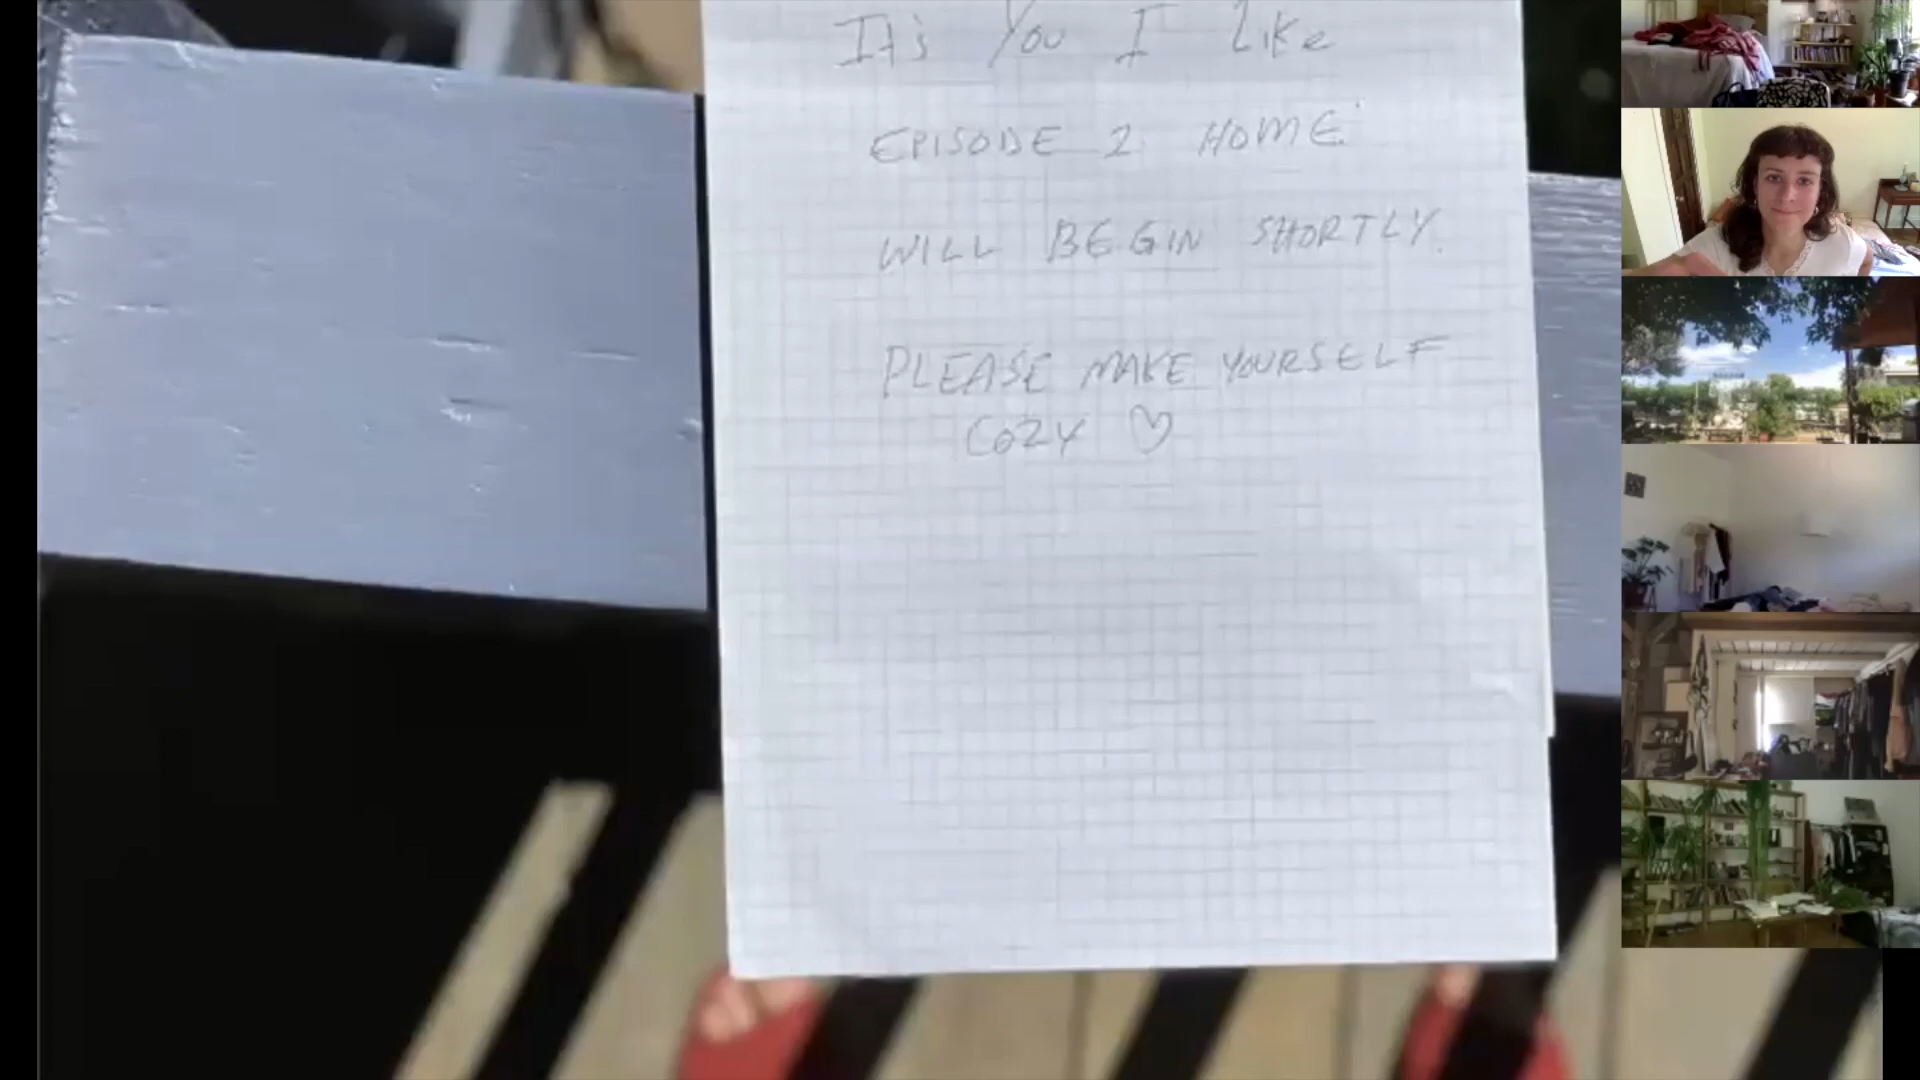 It's You I Like
EPISODE 2 HOME
WILL BEGIN SHORTLY.
PLEASE MAKE YOURSELF
COZY ♡